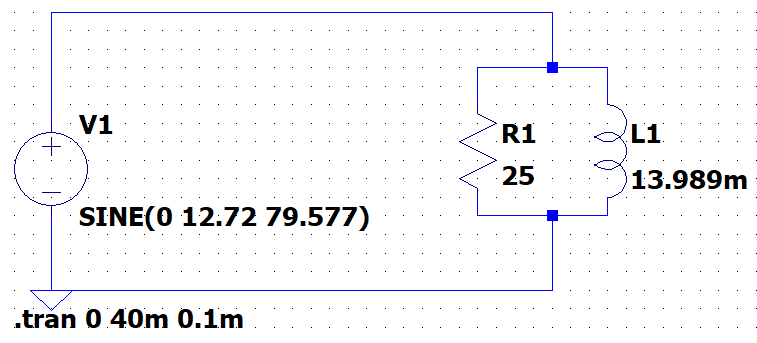 V1
R1
L1
25
13.989m
SINE(0 12.72 79.577)
.tran 0 40m 0.1m